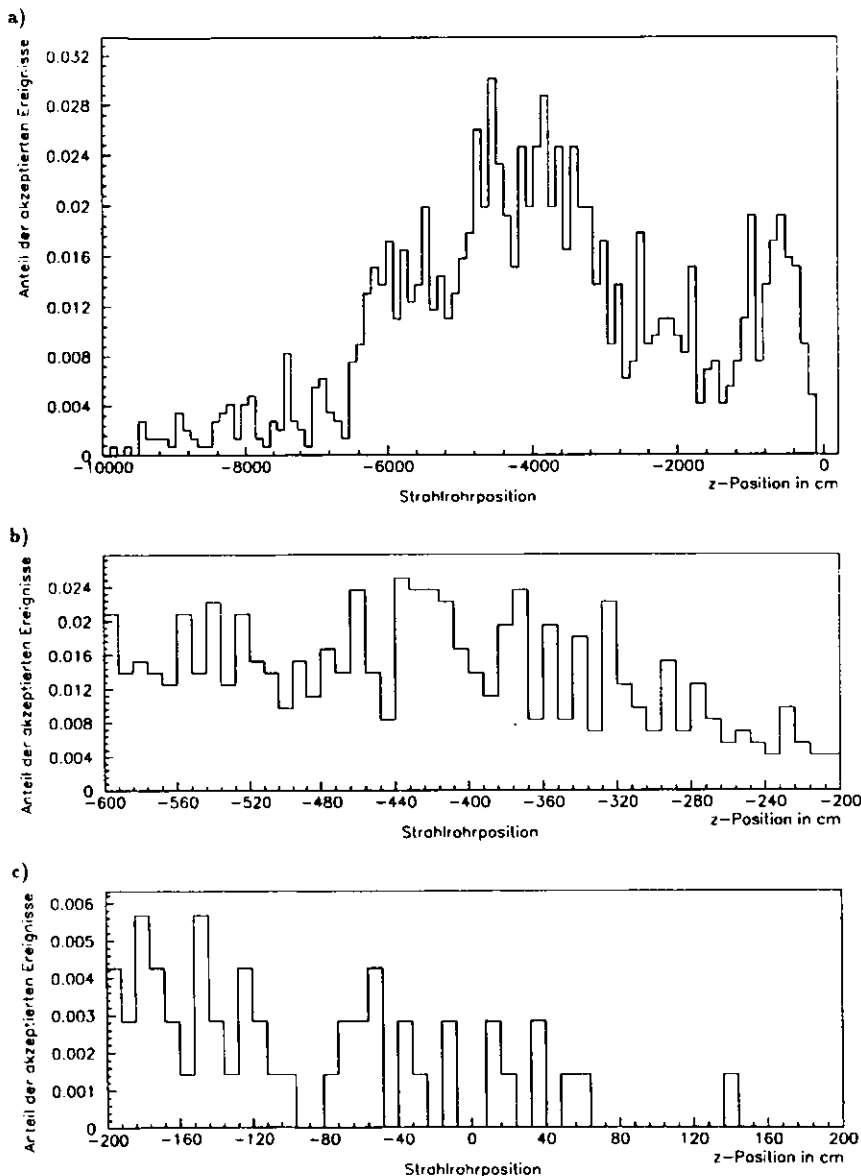 a)
Anteil der akzeptierten Ereignisse
0.032
0.028
0.024
0.02
0.016
0.012
0.008
0.004
0
-10000 -8000 -6000 -4000 -2000 0
z-Position in cm
Strahlrohrposition
b)
Anteil der akzeptierten Ereignisse
0.024
0.02
0.016
0.012
0.008
0.004
0
-600 -560 -520 -480 -440 -400 -360 -320 -280 -240 -200
z-Position in cm
Strahlrohrposition
c)
Anteil der akzeptierten Ereignisse
0.006
0.005
0.004
0.003
0.002
0.001
0
-200 -160 -120 -80 -40 0 40 80 120 160 200
z-Position in cm
Strahlrohrposition